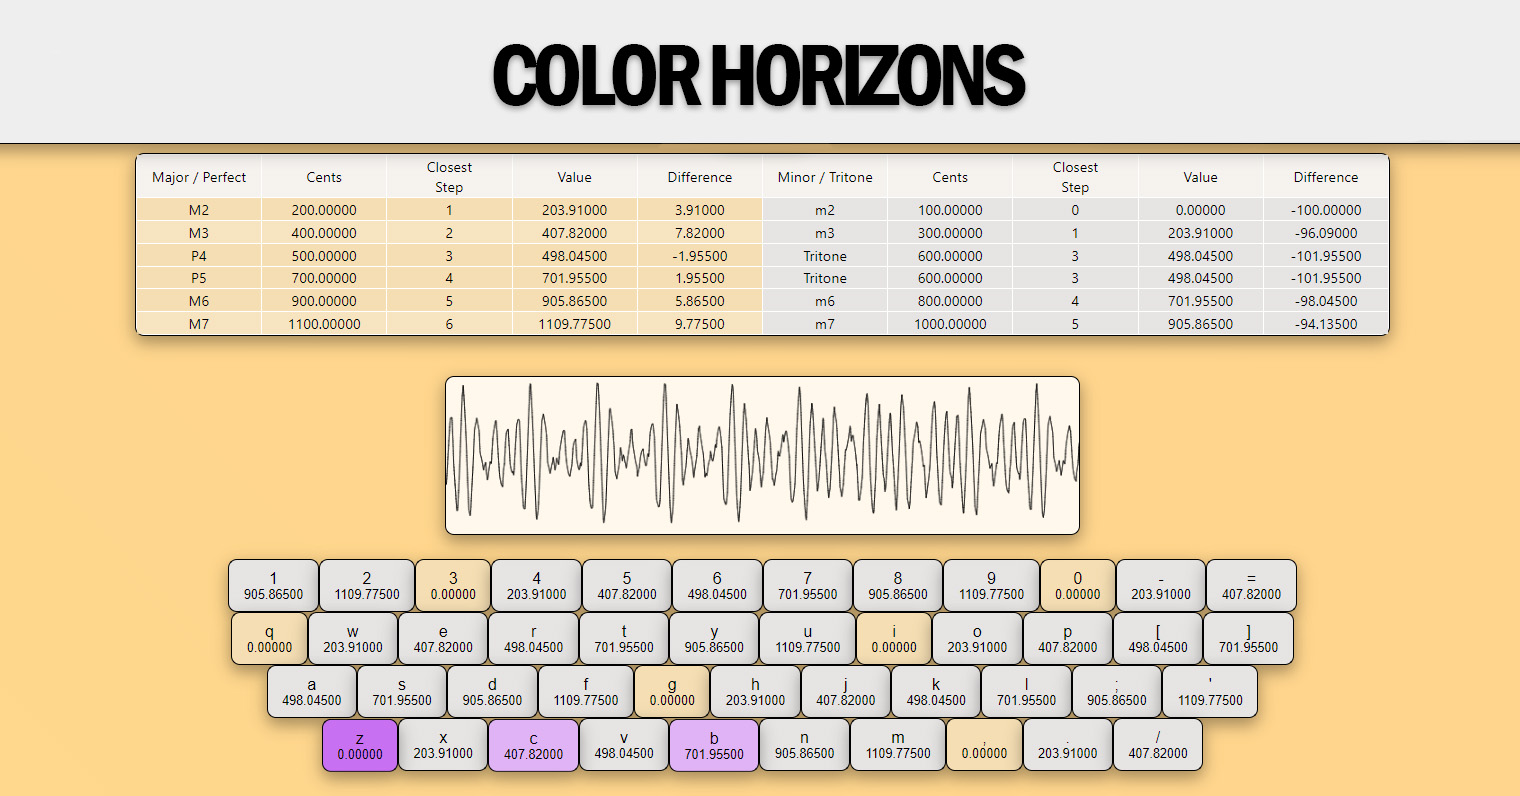 COLOR HORIZONS
Major / Perfect Cents Closest Step Value Difference Minor / Tritone Cents Closest Step Value Difference
M2 200.00000 1 203.91000 3.91000 m2 100.00000 0 0.00000 -100.00000
M3 400.00000 2 407.82000 7.82000 m3 300.00000 1 203.91000 -96.09000
P4 500.00000 3 498.04500 -1.95500 Tritone 600.00000 3 498.04500 -101.95500
P5 700.00000 4 701.95500 1.95500 Tritone 600.00000 3 498.04500 -101.95500
M6 900.00000 5 905.86500 5.86500 m6 800.00000 4 701.95500 -98.04500
M7 1100.00000 6 1109.77500 9.77500 m7 1000.00000 5 905.86500 -94.13500
1 2 3 4 5 6 7 8 9 0 - =
905.86500 1109.77500 0.00000 203.91000 407.82000 498.04500 701.95500 905.86500 1109.77500 0.00000 203.91000 407.82000
q w e r t y u i o p [ ]
0.00000 203.91000 407.82000 498.04500 701.95500 905.86500 1109.77500 0.00000 203.91000 407.82000 498.04500 701.95500
a s d f g h j k l ; '
498.04500 701.95500 905.86500 1109.77500 0.00000 203.91000 407.82000 498.04500 701.95500 905.86500 1109.77500
z x c v b n m , . /
0.00000 203.91000 407.82000 498.04500 701.95500 905.86500 1109.77500 0.00000 203.91000 407.82000